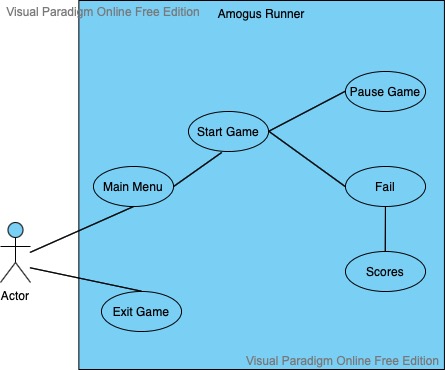 Visual Paradigm Online Free Edition
Amogus Runner
Pause Game
Start Game
Main Menu
Fail
Scores
Actor
Exit Game
Visual Paradigm Online Free Edition